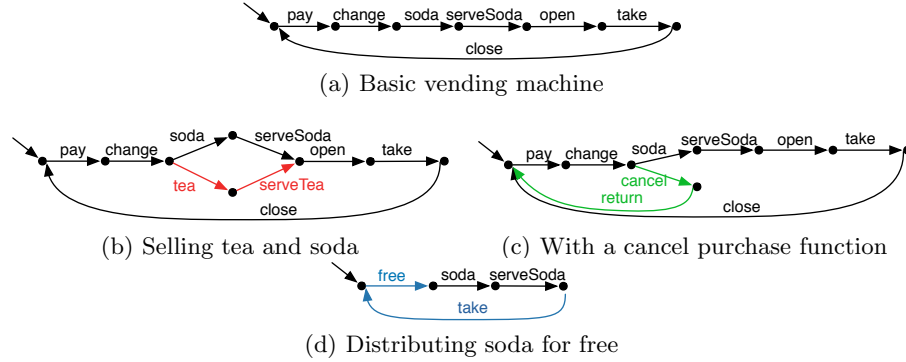 pay change soda serveSoda open take
close
(a) Basic vending machine
pay change soda serveSoda open take
tea serveTea
close
(b) Selling tea and soda
pay change soda serveSoda open take
cancel
return
close
(c) With a cancel purchase function
free soda serveSoda
take
(d) Distributing soda for free